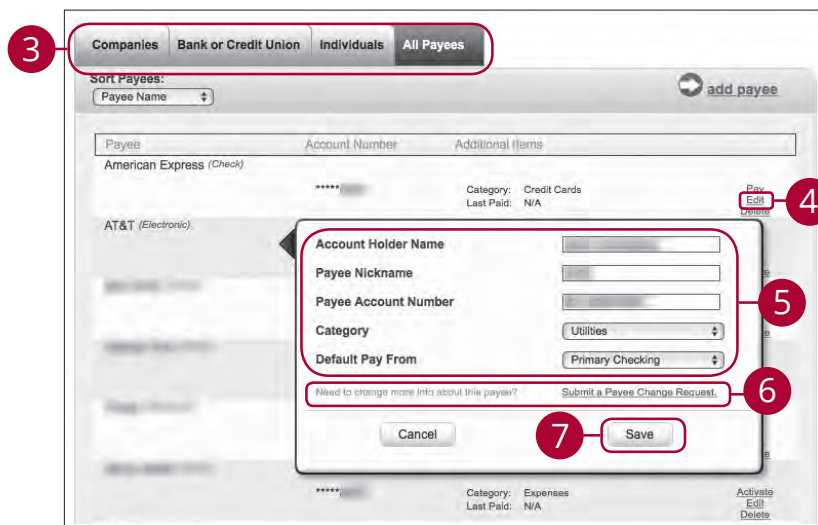 3
Companies Bank or Credit Union Individuals All Payees
Sort Payees:
Payee Name
add payee
Payee Account Number Additional Items
American Express (Check)
***** Category: Credit Cards Pay
Last Paid: N/A Edit
Delete
4
AT&T (Electronic)
Account Holder Name
Payee Nickname
Payee Account Number
5
Category Utilities
Default Pay From Primary Checking
Need to change more info about this payee? Submit a Payee Change Request.
6
Cancel 7 Save
***** Category: Expenses Activate
Last Paid: N/A Edit
Delete